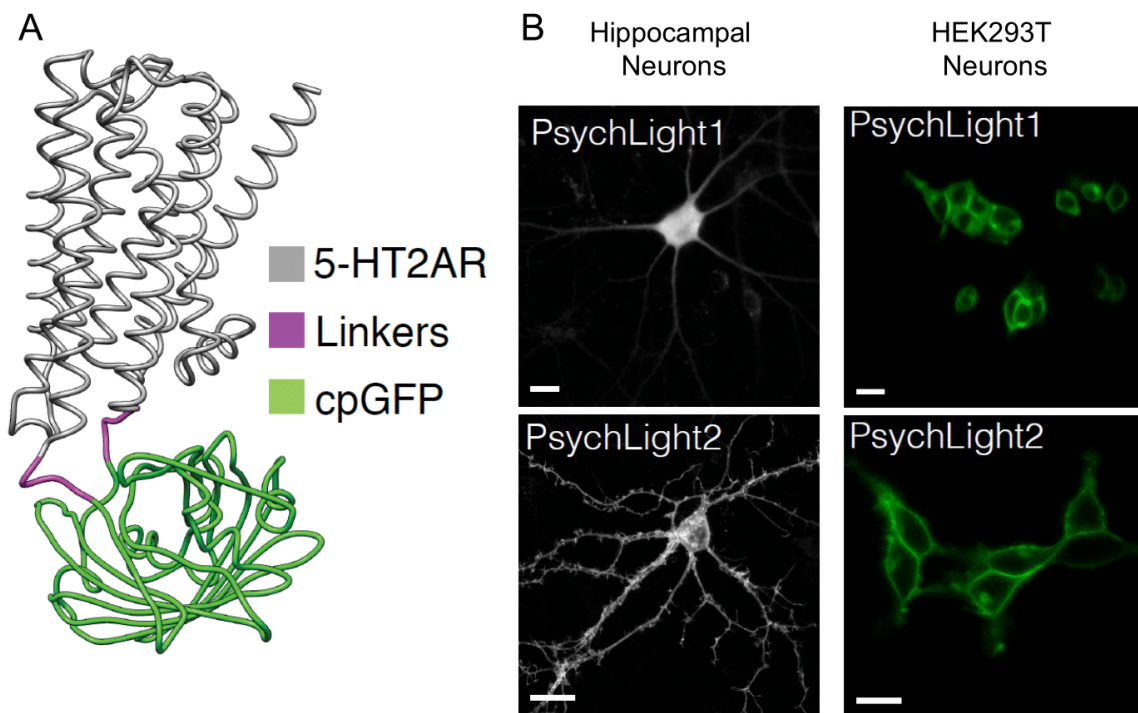 A
5-HT2AR
Linkers
cpGFP
B
Hippocampal
Neurons
HEK293T
Neurons
PsychLight1
PsychLight1
PsychLight2
PsychLight2